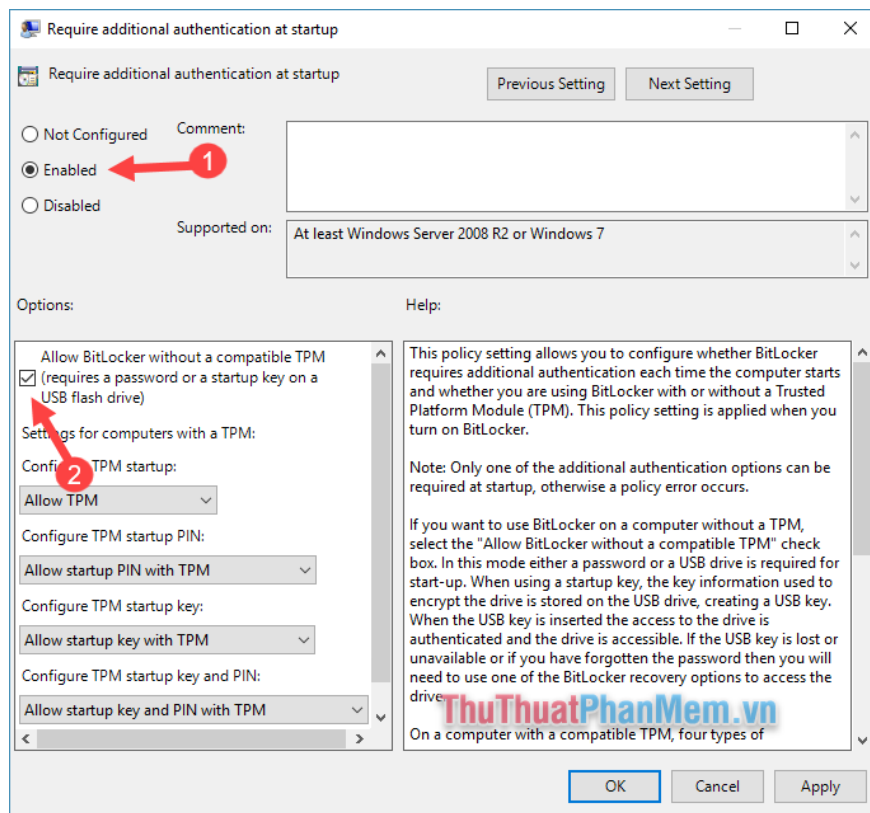 Require additional authentication at startup
Require additional authentication at startup
Previous Setting
Next Setting
Not Configured
Comment:
Enabled
1
Disabled
Supported on:
At least Windows Server 2008 R2 or Windows 7
Options:
Help:
Allow BitLocker without a compatible TPM
(requires a password or a startup key on a
USB flash drive)
Settings for computers with a TPM:
2
Configure TPM startup:
Allow TPM
Configure TPM startup PIN:
Allow startup PIN with TPM
Configure TPM startup key:
Allow startup key with TPM
Configure TPM startup key and PIN:
Allow startup key and PIN with TPM
This policy setting allows you to configure whether BitLocker
requires additional authentication each time the computer starts
and whether you are using BitLocker with or without a Trusted
Platform Module (TPM). This policy setting is applied when you
turn on BitLocker.
Note: Only one of the additional authentication options can be
required at startup, otherwise a policy error occurs.
If you want to use BitLocker on a computer without a TPM,
select the "Allow BitLocker without a compatible TPM" check
box. In this mode either a password or a USB drive is required for
start-up. When using a startup key, the key information used to
encrypt the drive is stored on the USB drive, creating a USB key.
When the USB key is inserted the access to the drive is
authenticated and the drive is accessible. If the USB key is lost or
unavailable or if you have forgotten the password then you will
need to use one of the BitLocker recovery options to access the
drive.
ThuThuatPhanMem.vn
On a computer with a compatible TPM, four types of
OK
Cancel
Apply